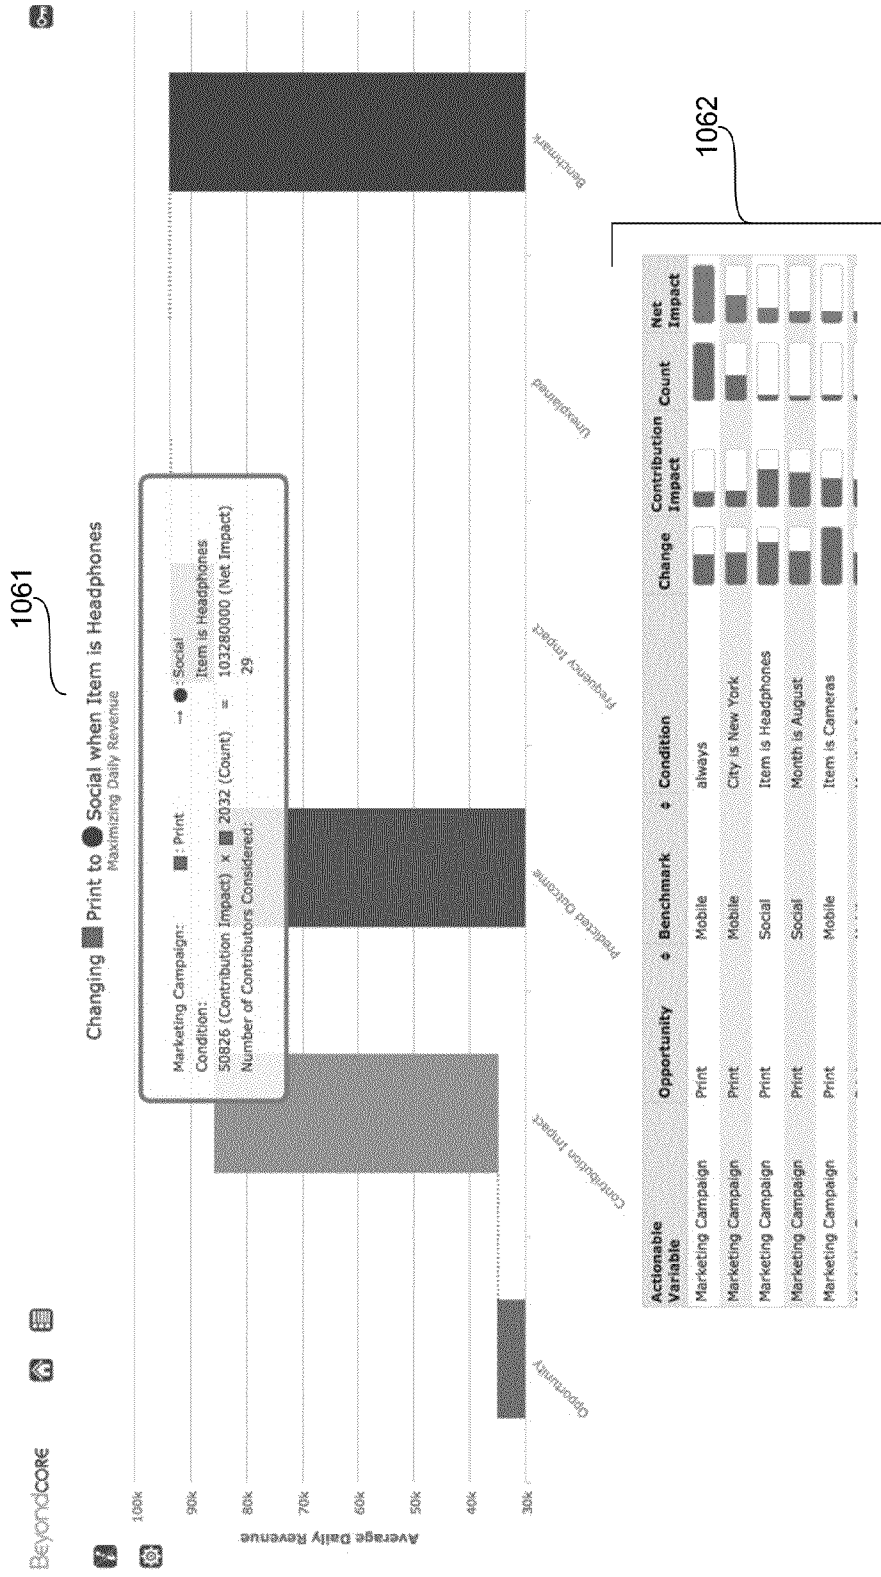 BeyondCORE
1061
Changing Print to Social when Item is Headphones
Maximizing Daily Revenue
100k
90k
80k
70k
60k
50k
40k
30k
Average Daily Revenue
Marketing Campaign: : Print → : Social
Condition: Item is Headphones
50826 (Contribution Impact) x 2032 (Count) = 103280000 (Net Impact)
Number of Contributors Considered: 29
Opportunity
Contribution Impact
Predicted Outcome
Frequency Impact
Unexplained
Benchmark
1062
Actionable Variable Opportunity Benchmark Condition Change Contribution Impact Count Net Impact
Marketing Campaign Print Mobile always
Marketing Campaign Print Mobile City is New York
Marketing Campaign Print Social Item is Headphones
Marketing Campaign Print Social Month is August
Marketing Campaign Print Mobile Item is Cameras